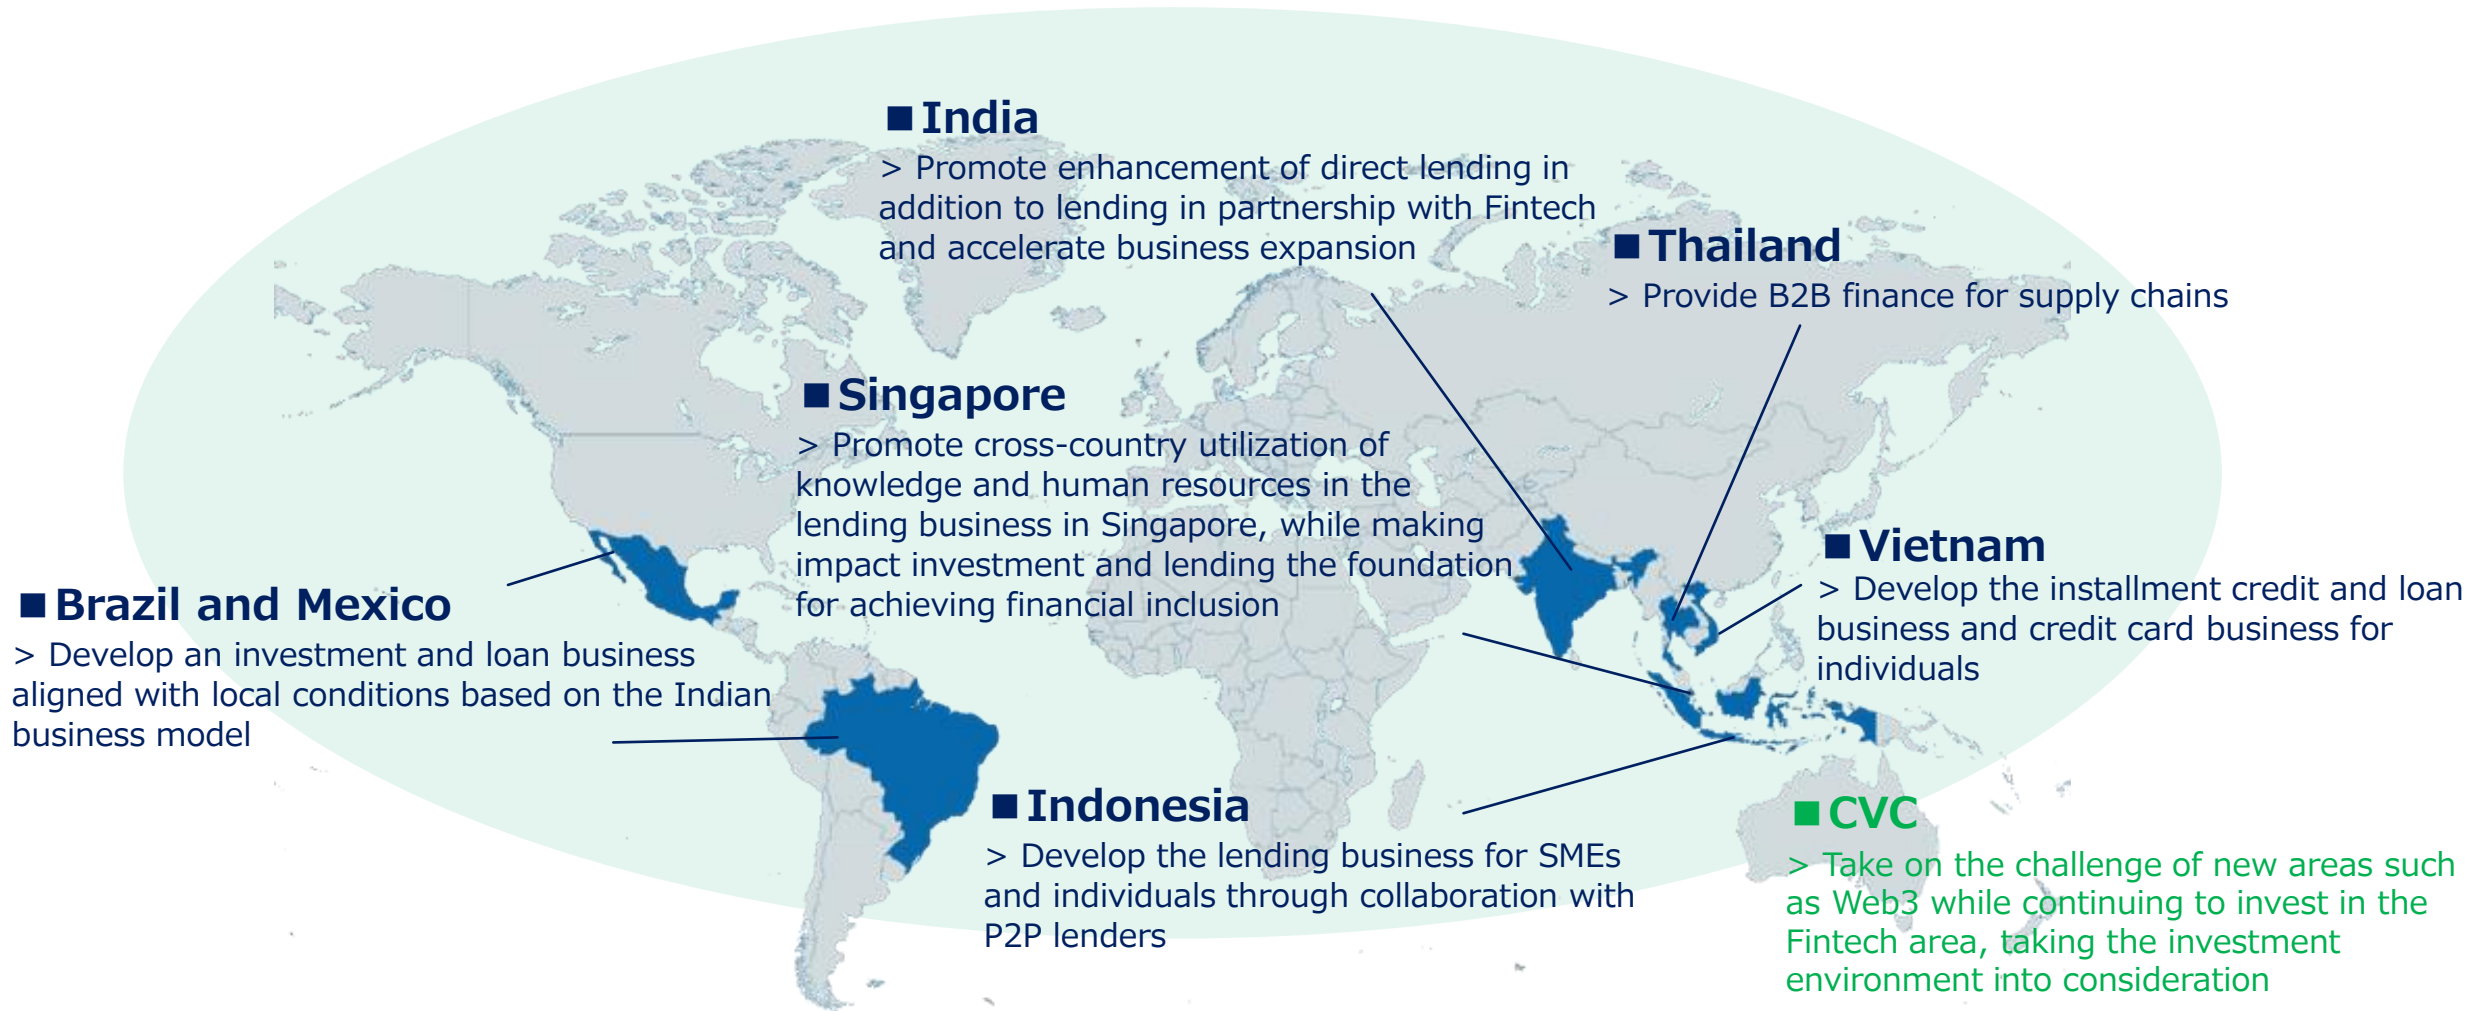 ■India
> Promote enhancement of direct lending in
addition to lending in partnership with Fintech
and accelerate business expansion
■Thailand
> Provide B2B finance for supply chains
■Singapore
> Promote cross-country utilization of
knowledge and human resources in the
lending business in Singapore, while making
impact investment and lending the foundation
for achieving financial inclusion
■Vietnam
> Develop the installment credit and loan
business and credit card business for
individuals
■Brazil and Mexico
> Develop an investment and loan business
aligned with local conditions based on the Indian
business model
■Indonesia
> Develop the lending business for SMEs
and individuals through collaboration with
P2P lenders
■CVC
> Take on the challenge of new areas such
as Web3 while continuing to invest in the
Fintech area, taking the investment
environment into consideration